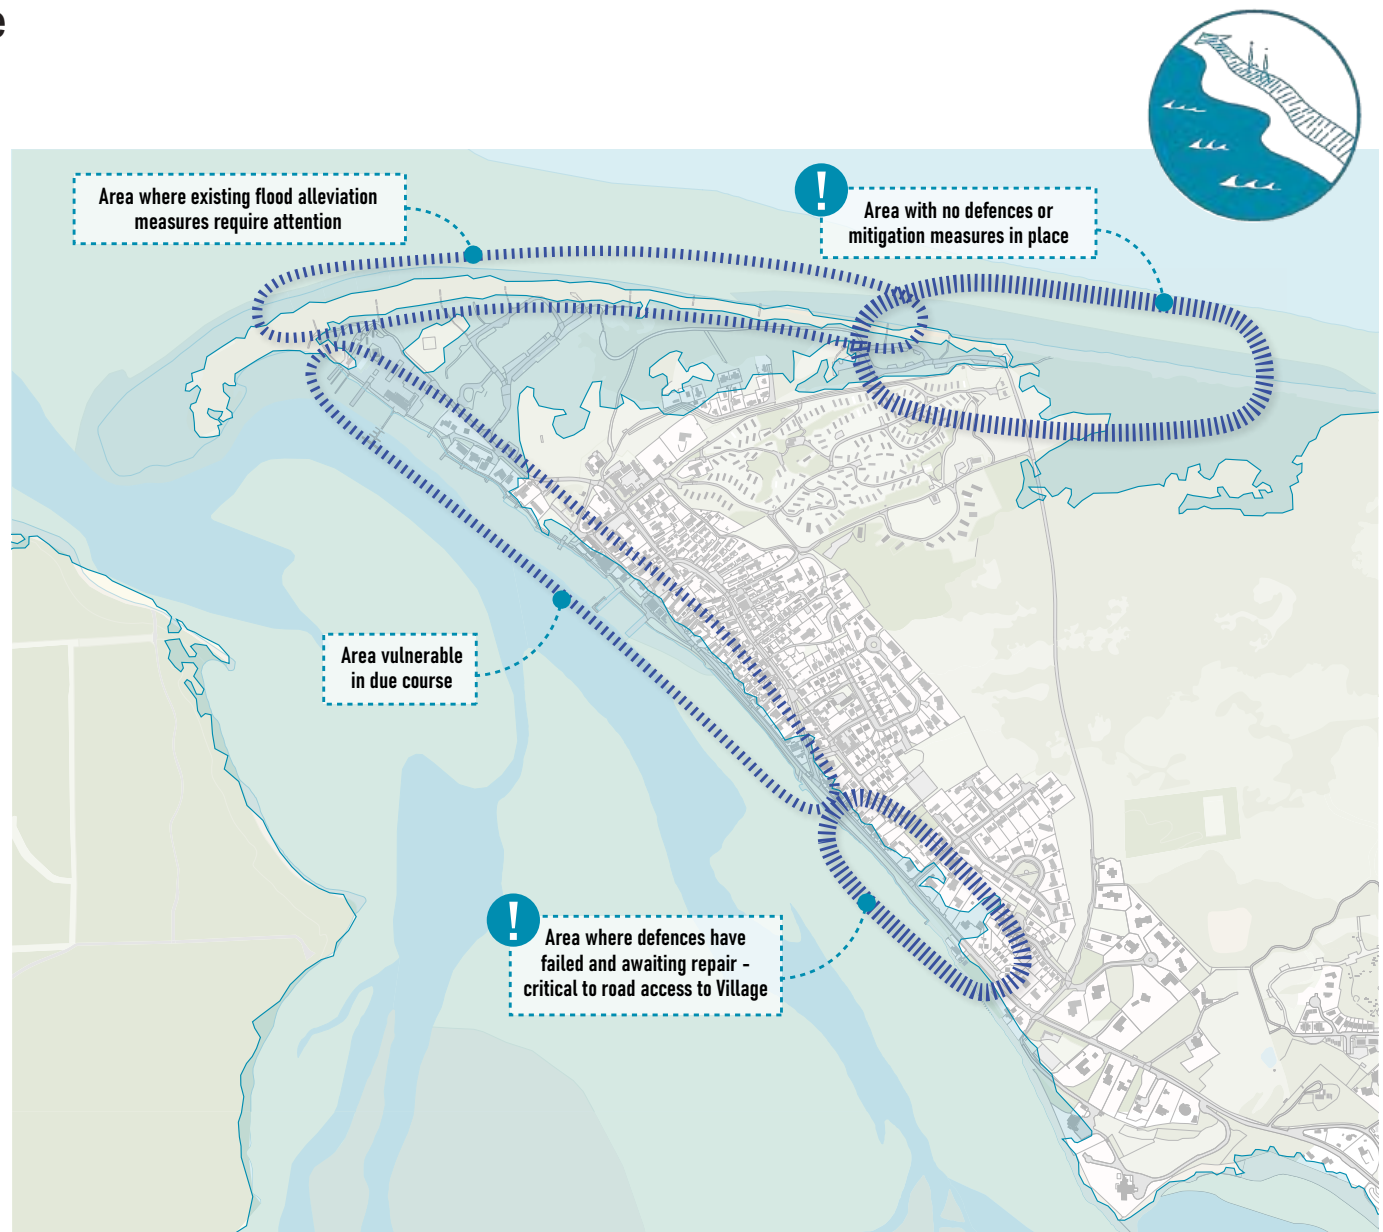 e
Area where existing flood alleviation
measures require attention
!
Area with no defences or
mitigation measures in place
Area vulnerable
in due course
!
Area where defences have
failed and awaiting repair -
critical to road access to Village